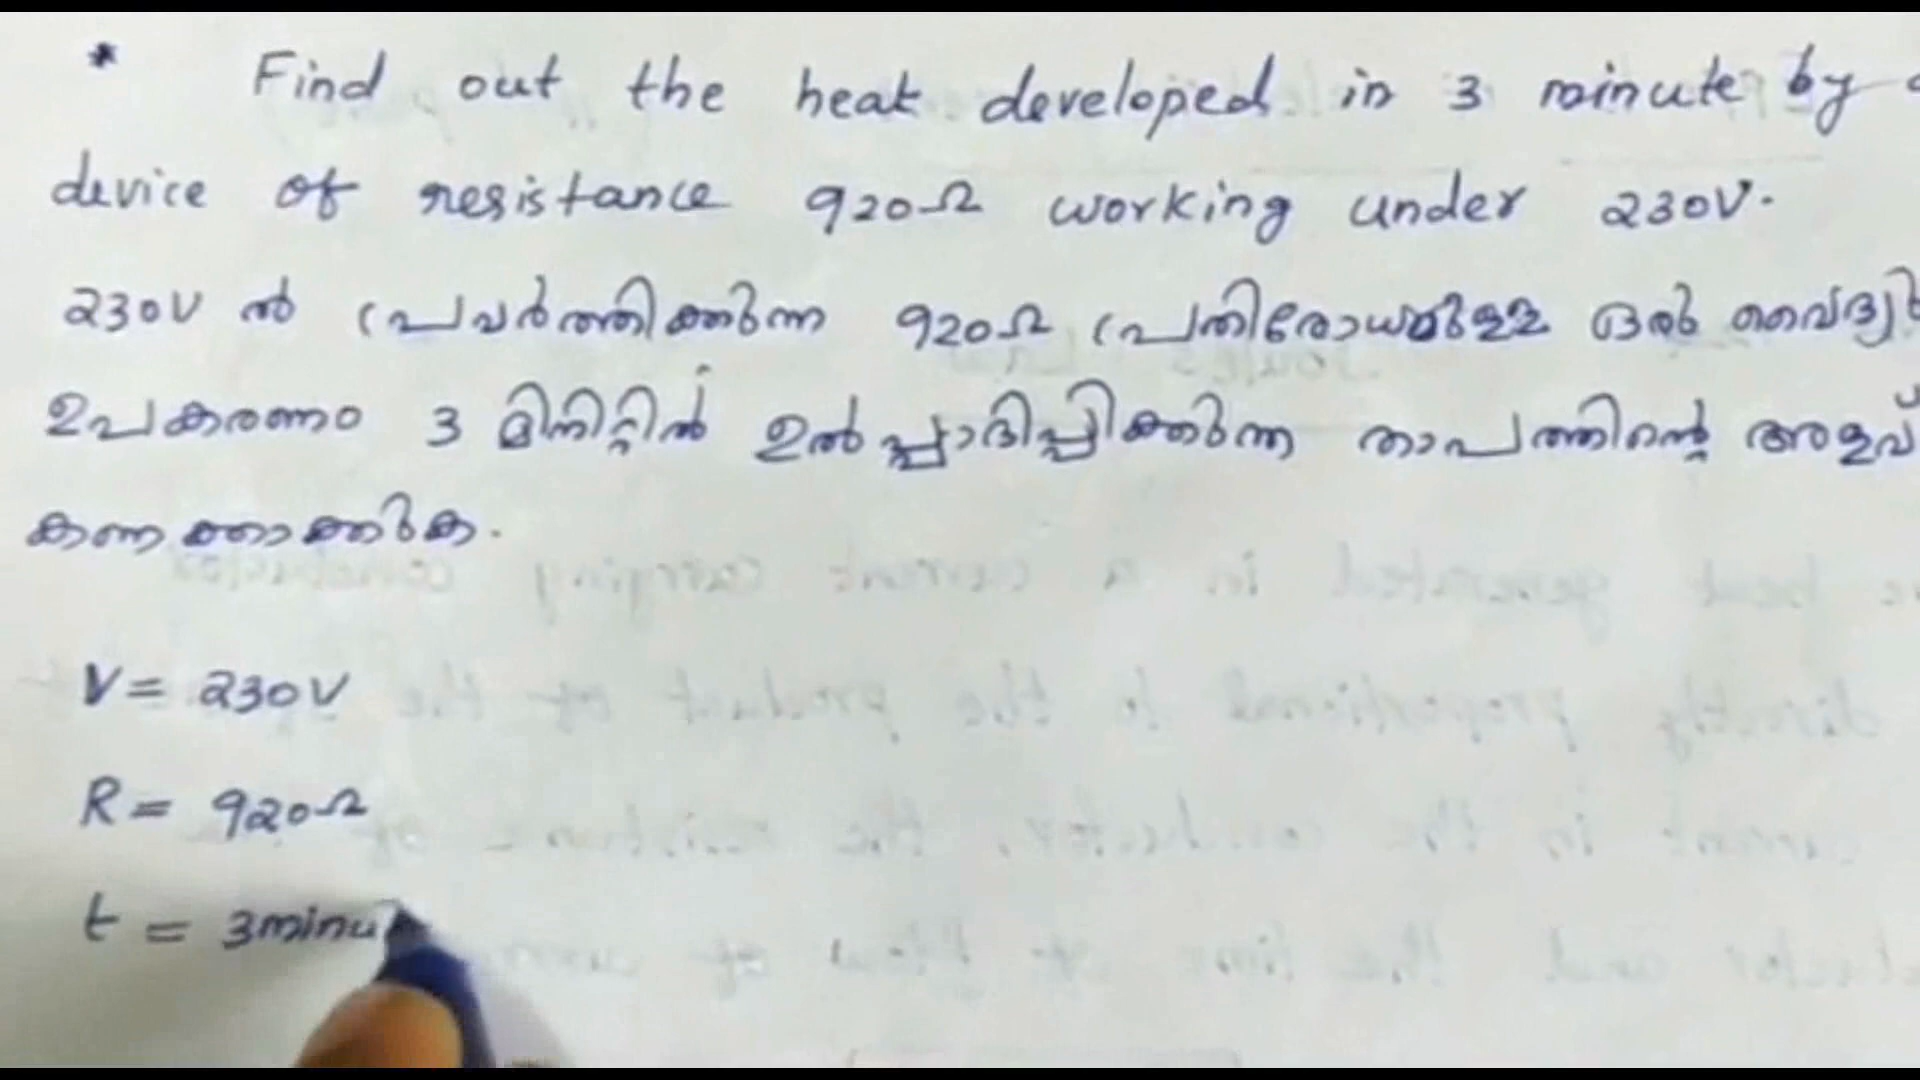 * Find out the heat developed in 3 minute by a
device of resistance 920Ω working under 230V.
230V ൽ പ്രവർത്തിക്കുന്ന 920Ω പ്രതിരോധമുള്ള ഒരു
ഉപകരണം 3 മിനിറ്റിൽ ഉൽപ്പാദിപ്പിക്കുന്ന താപത്തിന്റെ അളവ്
കണക്കാക്കുക.
V = 230V
R = 920Ω
t = 3minu